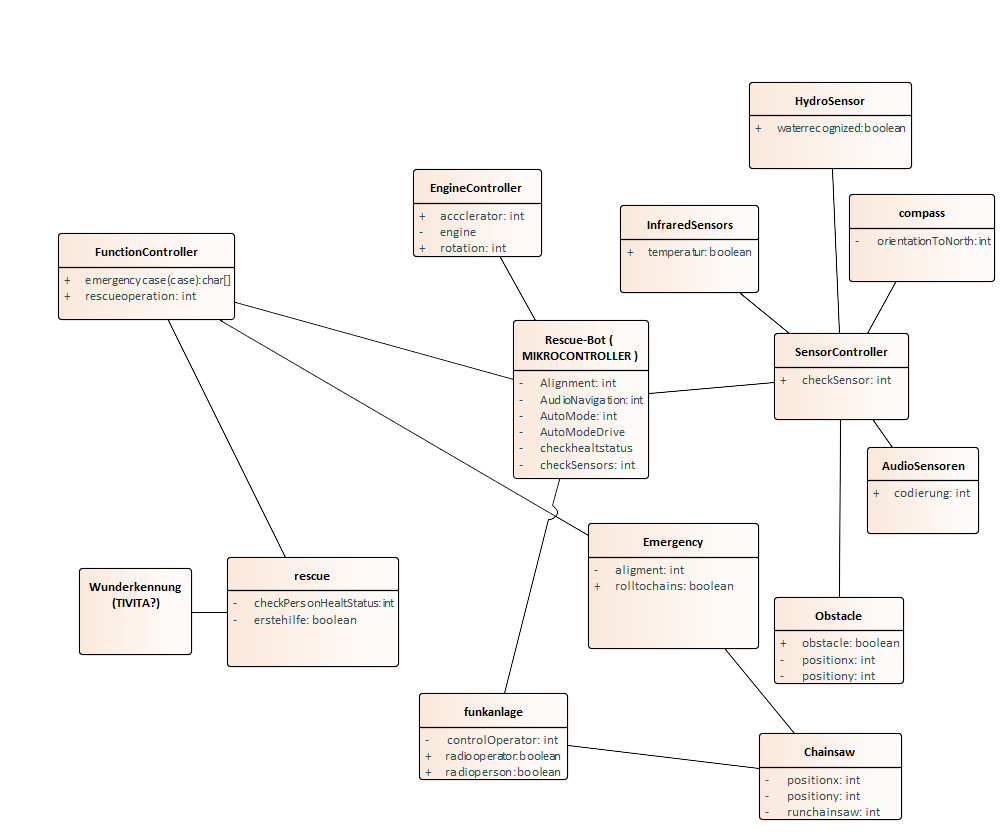 HydroSensor
+ waterrecognized: boolean
EngineController
+ accclerator: int
- engine
+ rotation: int
compass
- orientationToNorth: int
InfraredSensors
+ temperatur: boolean
FunctionController
+ emergencycase(case): char[]
+ rescueoperation: int
Rescue-Bot (
MIKROCONTROLLER )
- Alignment: int
- AudioNavigation: int
- AutoMode: int
- AutoModeDrive
- checkhealtstatus
- checkSensors: int
SensorController
+ checkSensor: int
AudioSensoren
+ codierung: int
Emergency
- aligment: int
+ rolltochains: boolean
Wunderkennung
(TIVITA?)
rescue
- checkPersonHealtStatus: int
- erstehilfe: boolean
Obstacle
+ obstacle: boolean
- positionx: int
- positiony: int
funkanlage
- controlOperator: int
+ radiooperator: boolean
+ radioperson: boolean
Chainsaw
- positionx: int
- positiony: int
- runchainsaw: int